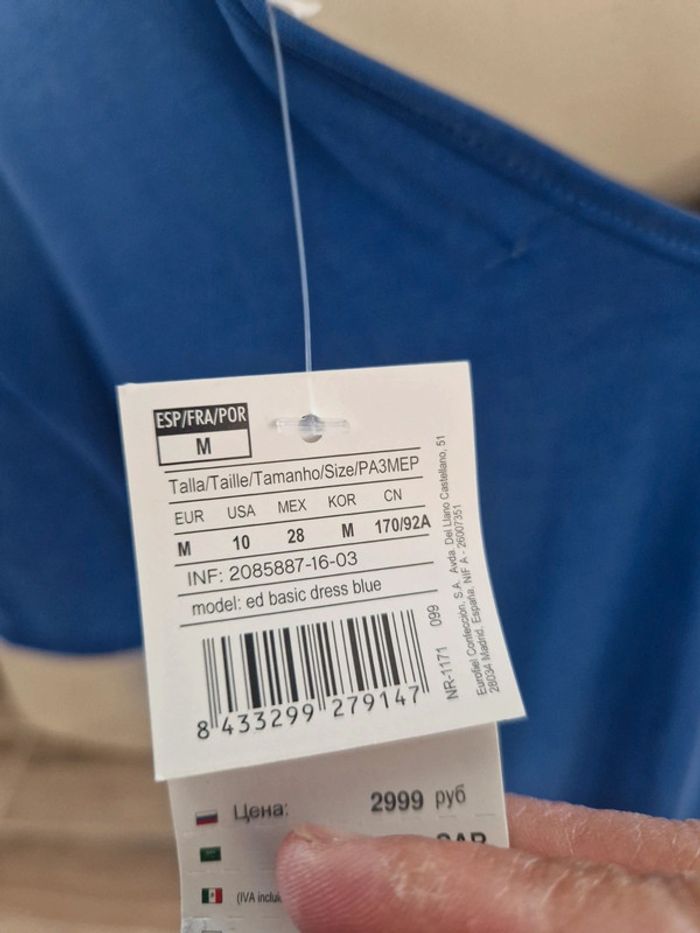 ESP/FRA/POR
M
Talla/Taille/Tamanho/Size/РАЗМЕР
EUR USA MEX KOR CN
M 10 28 M 170/92A
INF: 2085887-16-03
model: ed basic dress blue
8 433299 279147
NR-1171 099
Eurofiel Confección, S.A. Avda. Del Llano Castellano, 51
28034 Madrid. España. NIF A - 26007351
Цена: 2999 руб
SAR
(IVA inclui